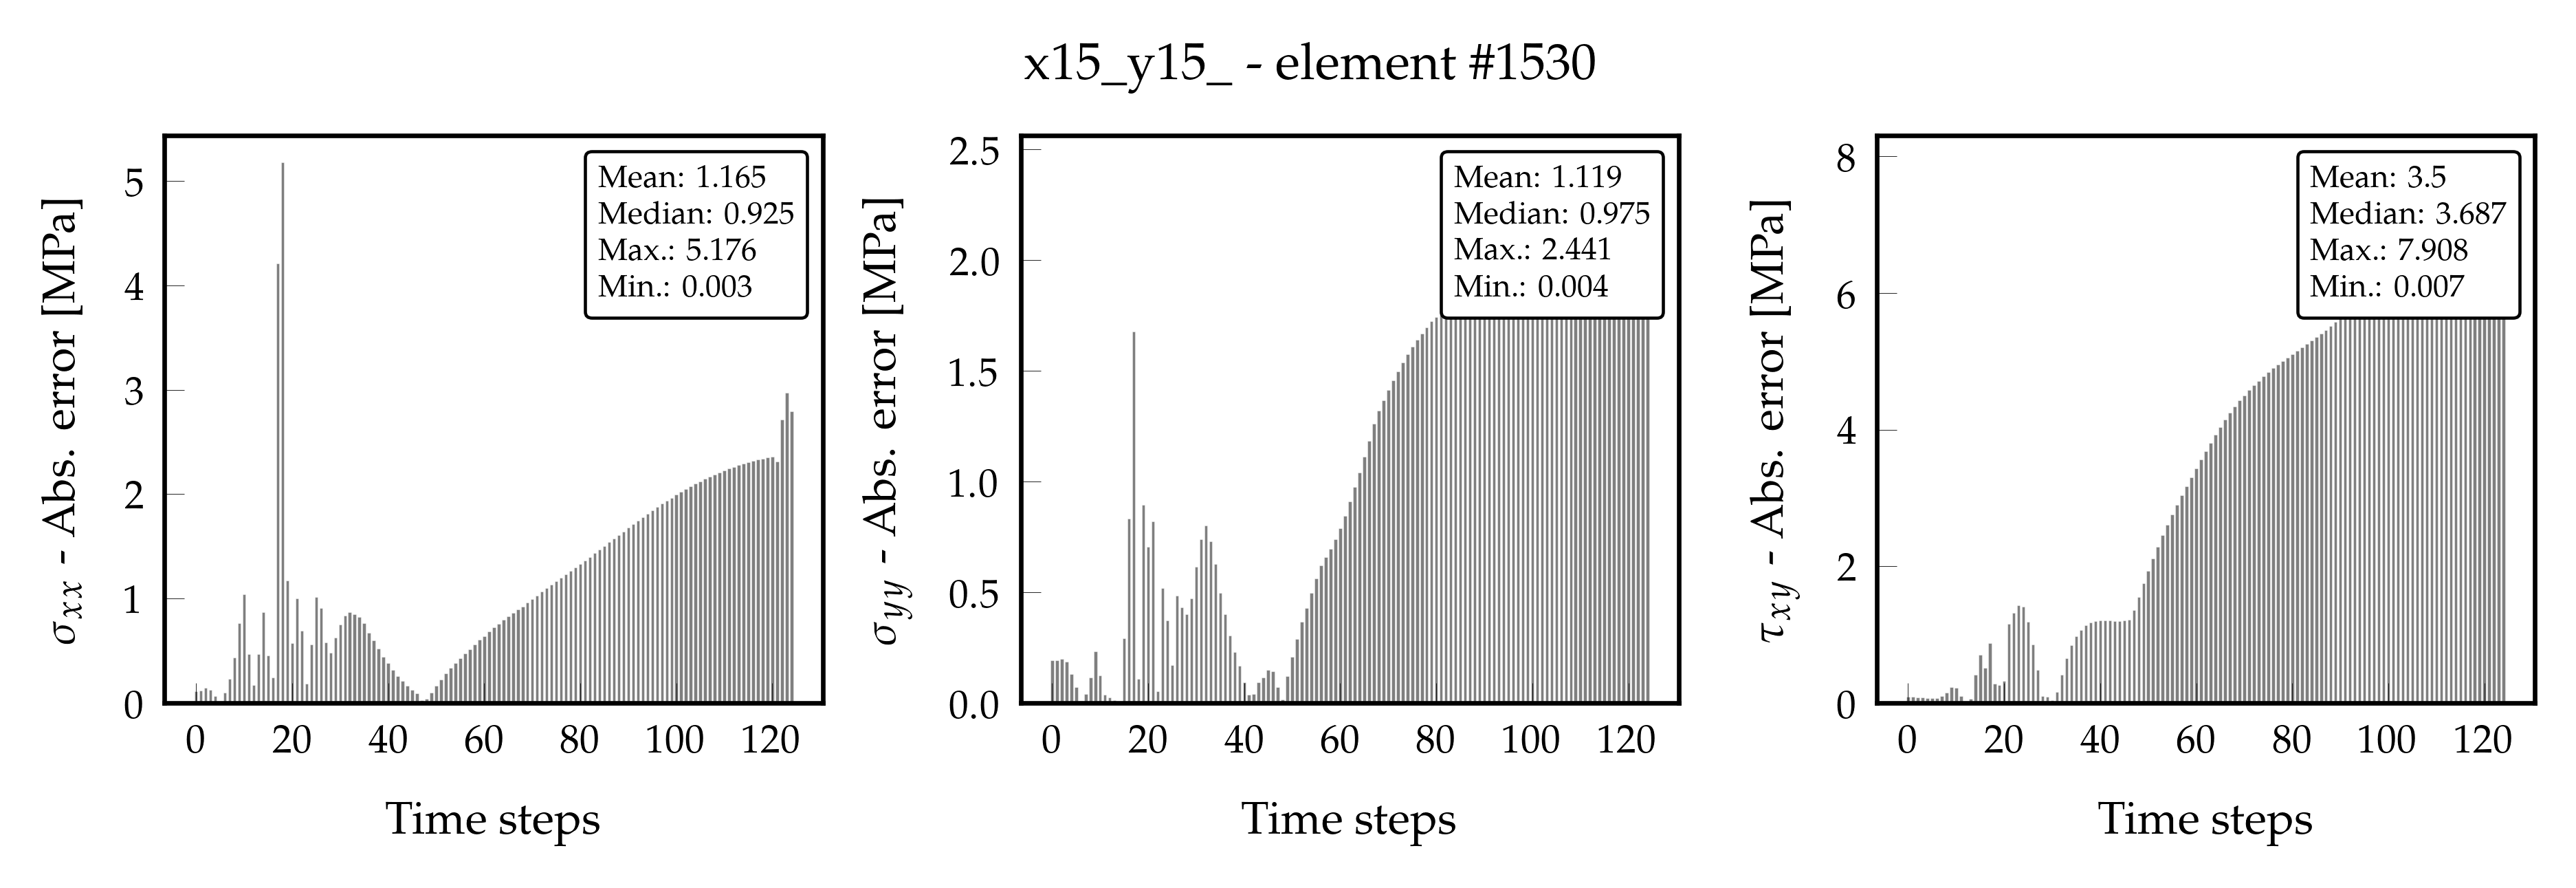 x15_y15_ - element #1530
σxx - Abs. error [MPa]
5
4
3
2
1
0
0 20 40 60 80 100 120
Time steps
Mean: 1.165
Median: 0.925
Max.: 5.176
Min.: 0.003
σyy - Abs. error [MPa]
2.5
2.0
1.5
1.0
0.5
0.0
0 20 40 60 80 100 120
Time steps
Mean: 1.119
Median: 0.975
Max.: 2.441
Min.: 0.004
τxy - Abs. error [MPa]
8
6
4
2
0
0 20 40 60 80 100 120
Time steps
Mean: 3.5
Median: 3.687
Max.: 7.908
Min.: 0.007